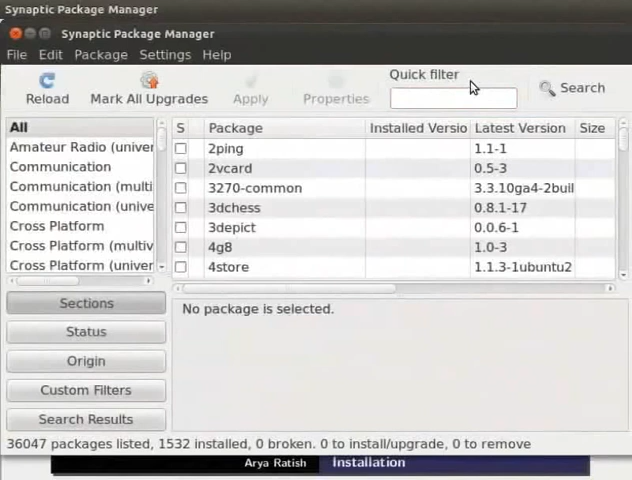 Synaptic Package Manager
Synaptic Package Manager
File Edit Package Settings Help
Reload Mark All Upgrades Apply Properties Quick filter Search
All
Amateur Radio (univer
Communication
Communication (multi
Communication (unive
Cross Platform
Cross Platform (multiv
Cross Platform (univer
S Package Installed Versio Latest Version Size
2ping 1.1-1
2vcard 0.5-3
3270-common 3.3.10ga4-2buil
3dchess 0.8.1-17
3depict 0.0.6-1
4g8 1.0-3
4store 1.1.3-1ubuntu2
Sections
Status
Origin
Custom Filters
Search Results
No package is selected.
36047 packages listed, 1532 installed, 0 broken. 0 to install/upgrade, 0 to remove
Arya Ratish Installation